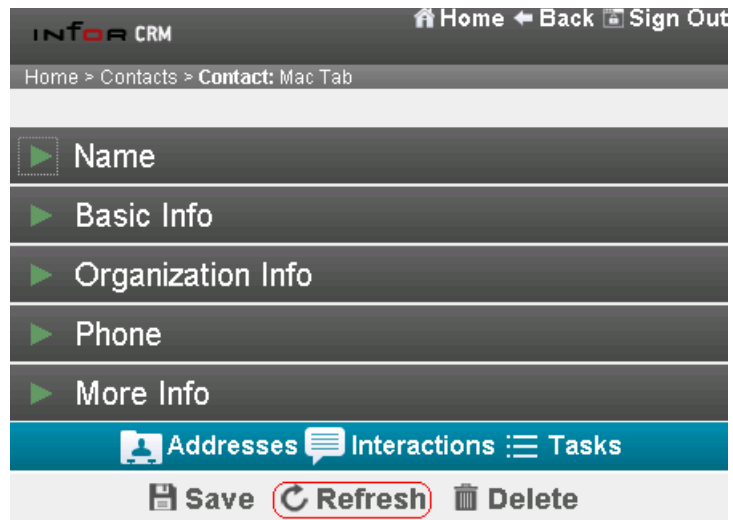 Home Back Sign Out
INFOR CRM
Home > Contacts > Contact: Mac Tab
Name
Basic Info
Organization Info
Phone
More Info
Addresses Interactions Tasks
Save Refresh Delete